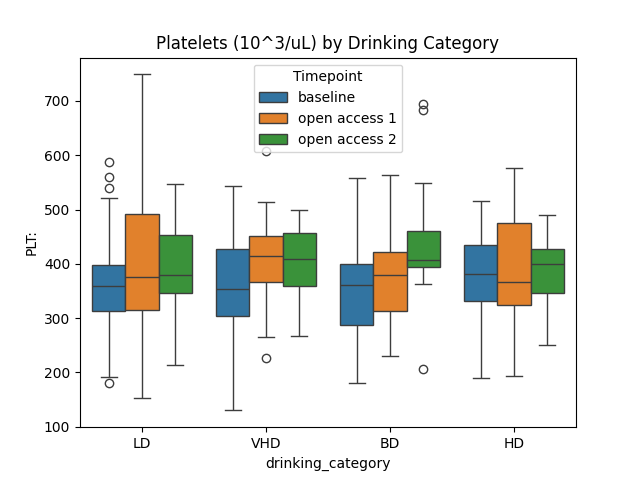 Platelets (10^3/uL) by Drinking Category
Timepoint
baseline
open access 1
open access 2
PLT:
700
600
500
400
300
200
100
LD
VHD
BD
HD
drinking_category